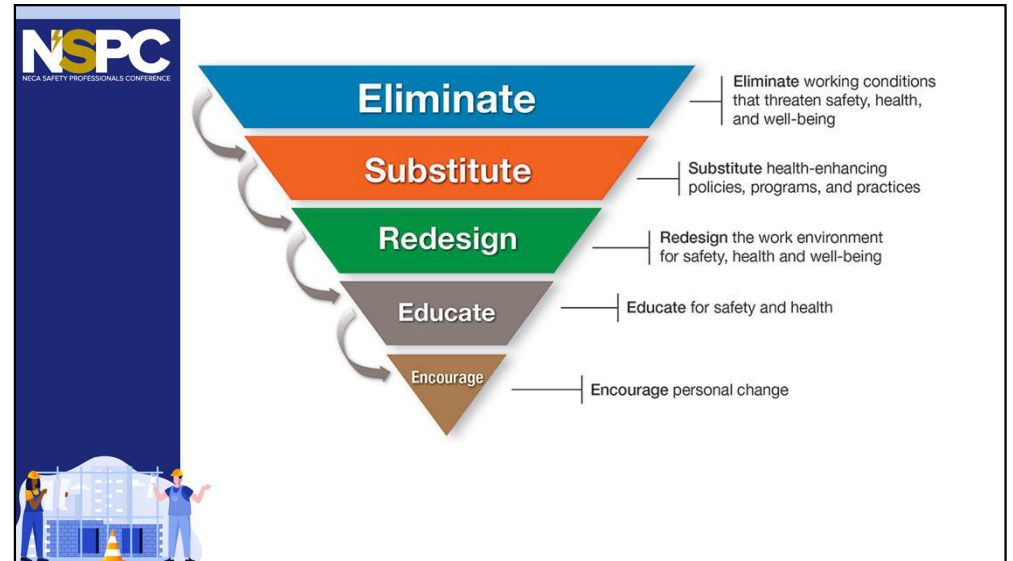 NSPC
NECA SAFETY PROFESSIONALS CONFERENCE
Eliminate
Eliminate working conditions
that threaten safety, health,
and well-being
Substitute
Substitute health-enhancing
policies, programs, and practices
Redesign
Redesign the work environment
for safety, health and well-being
Educate
Educate for safety and health
Encourage
Encourage personal change